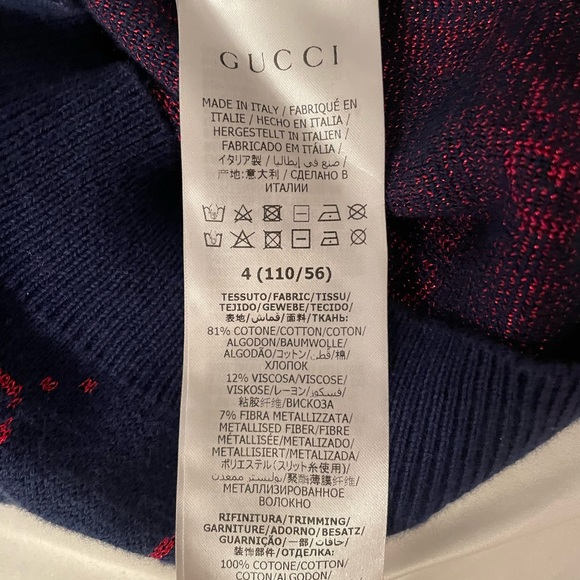 GUCCI
MADE IN ITALY / FABRIQUÉ EN
ITALIE / HECHO EN ITALIA /
HERGESTELLT IN ITALIEN /
FABRICADO EM ITÁLIA /
イタリア製 / صنع في إيطاليا /
产地:意大利 / СДЕЛАНО В
ИТАЛИИ
4 (110/56)
TESSUTO/FABRIC/TISSU/
TEJIDO/GEWEBE/TECIDO/
表地/قماش/面料/ТКАНЬ:
81% COTONE/COTTON/COTON/
ALGODON/BAUMWOLLE/
ALGODÃO/コットン/قطن/棉/
ХЛОПОК
12% VISCOSA/VISCOSE/
VISKOSE/レーヨン/فسكوز/
粘胶纤维/ВИСКОЗА
7% FIBRA METALLIZZATA/
METALLISED FIBER/FIBRE
MÉTALLISÉE/METALIZADO/
METALLISIERT/METALIZADA/
ポリエステル(スリット糸使用)/
بوليستر ممعدن/聚酯薄膜纤维/
МЕТАЛЛИЗИРОВАННОЕ
ВОЛОКНО
RIFINITURA/TRIMMING/
GARNITURE/ADORNO/BESATZ/
GUARNIÇÃO/一部/حافات/
装饰部件/ОТДЕЛКА:
100% COTONE/COTTON/
COTON/ALGODON/